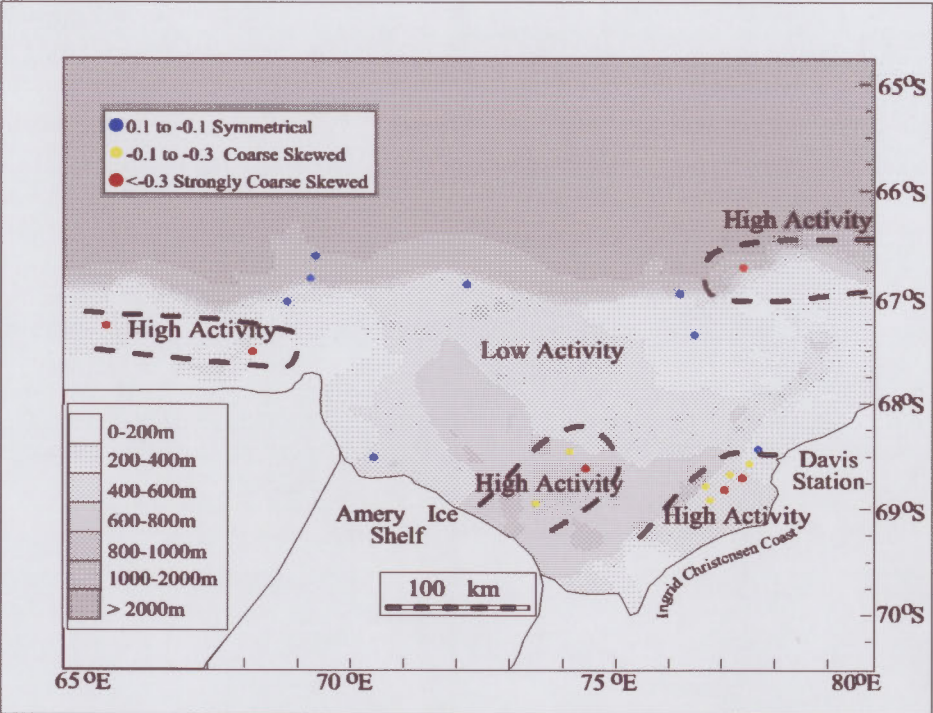 65°S
0.1 to -0.1 Symmetrical
-0.1 to -0.3 Coarse Skewed
<-0.3 Strongly Coarse Skewed
66°S
High Activity
67°S
High Activity
Low Activity
68°S
0-200m
200-400m
400-600m
600-800m
800-1000m
1000-2000m
> 2000m
High Activity
Davis
Station
69°S
High Activity
Amery Ice
Shelf
Ingrid Christonsen Coast
100 km
70°S
65°E
70°E
75°E
80°E